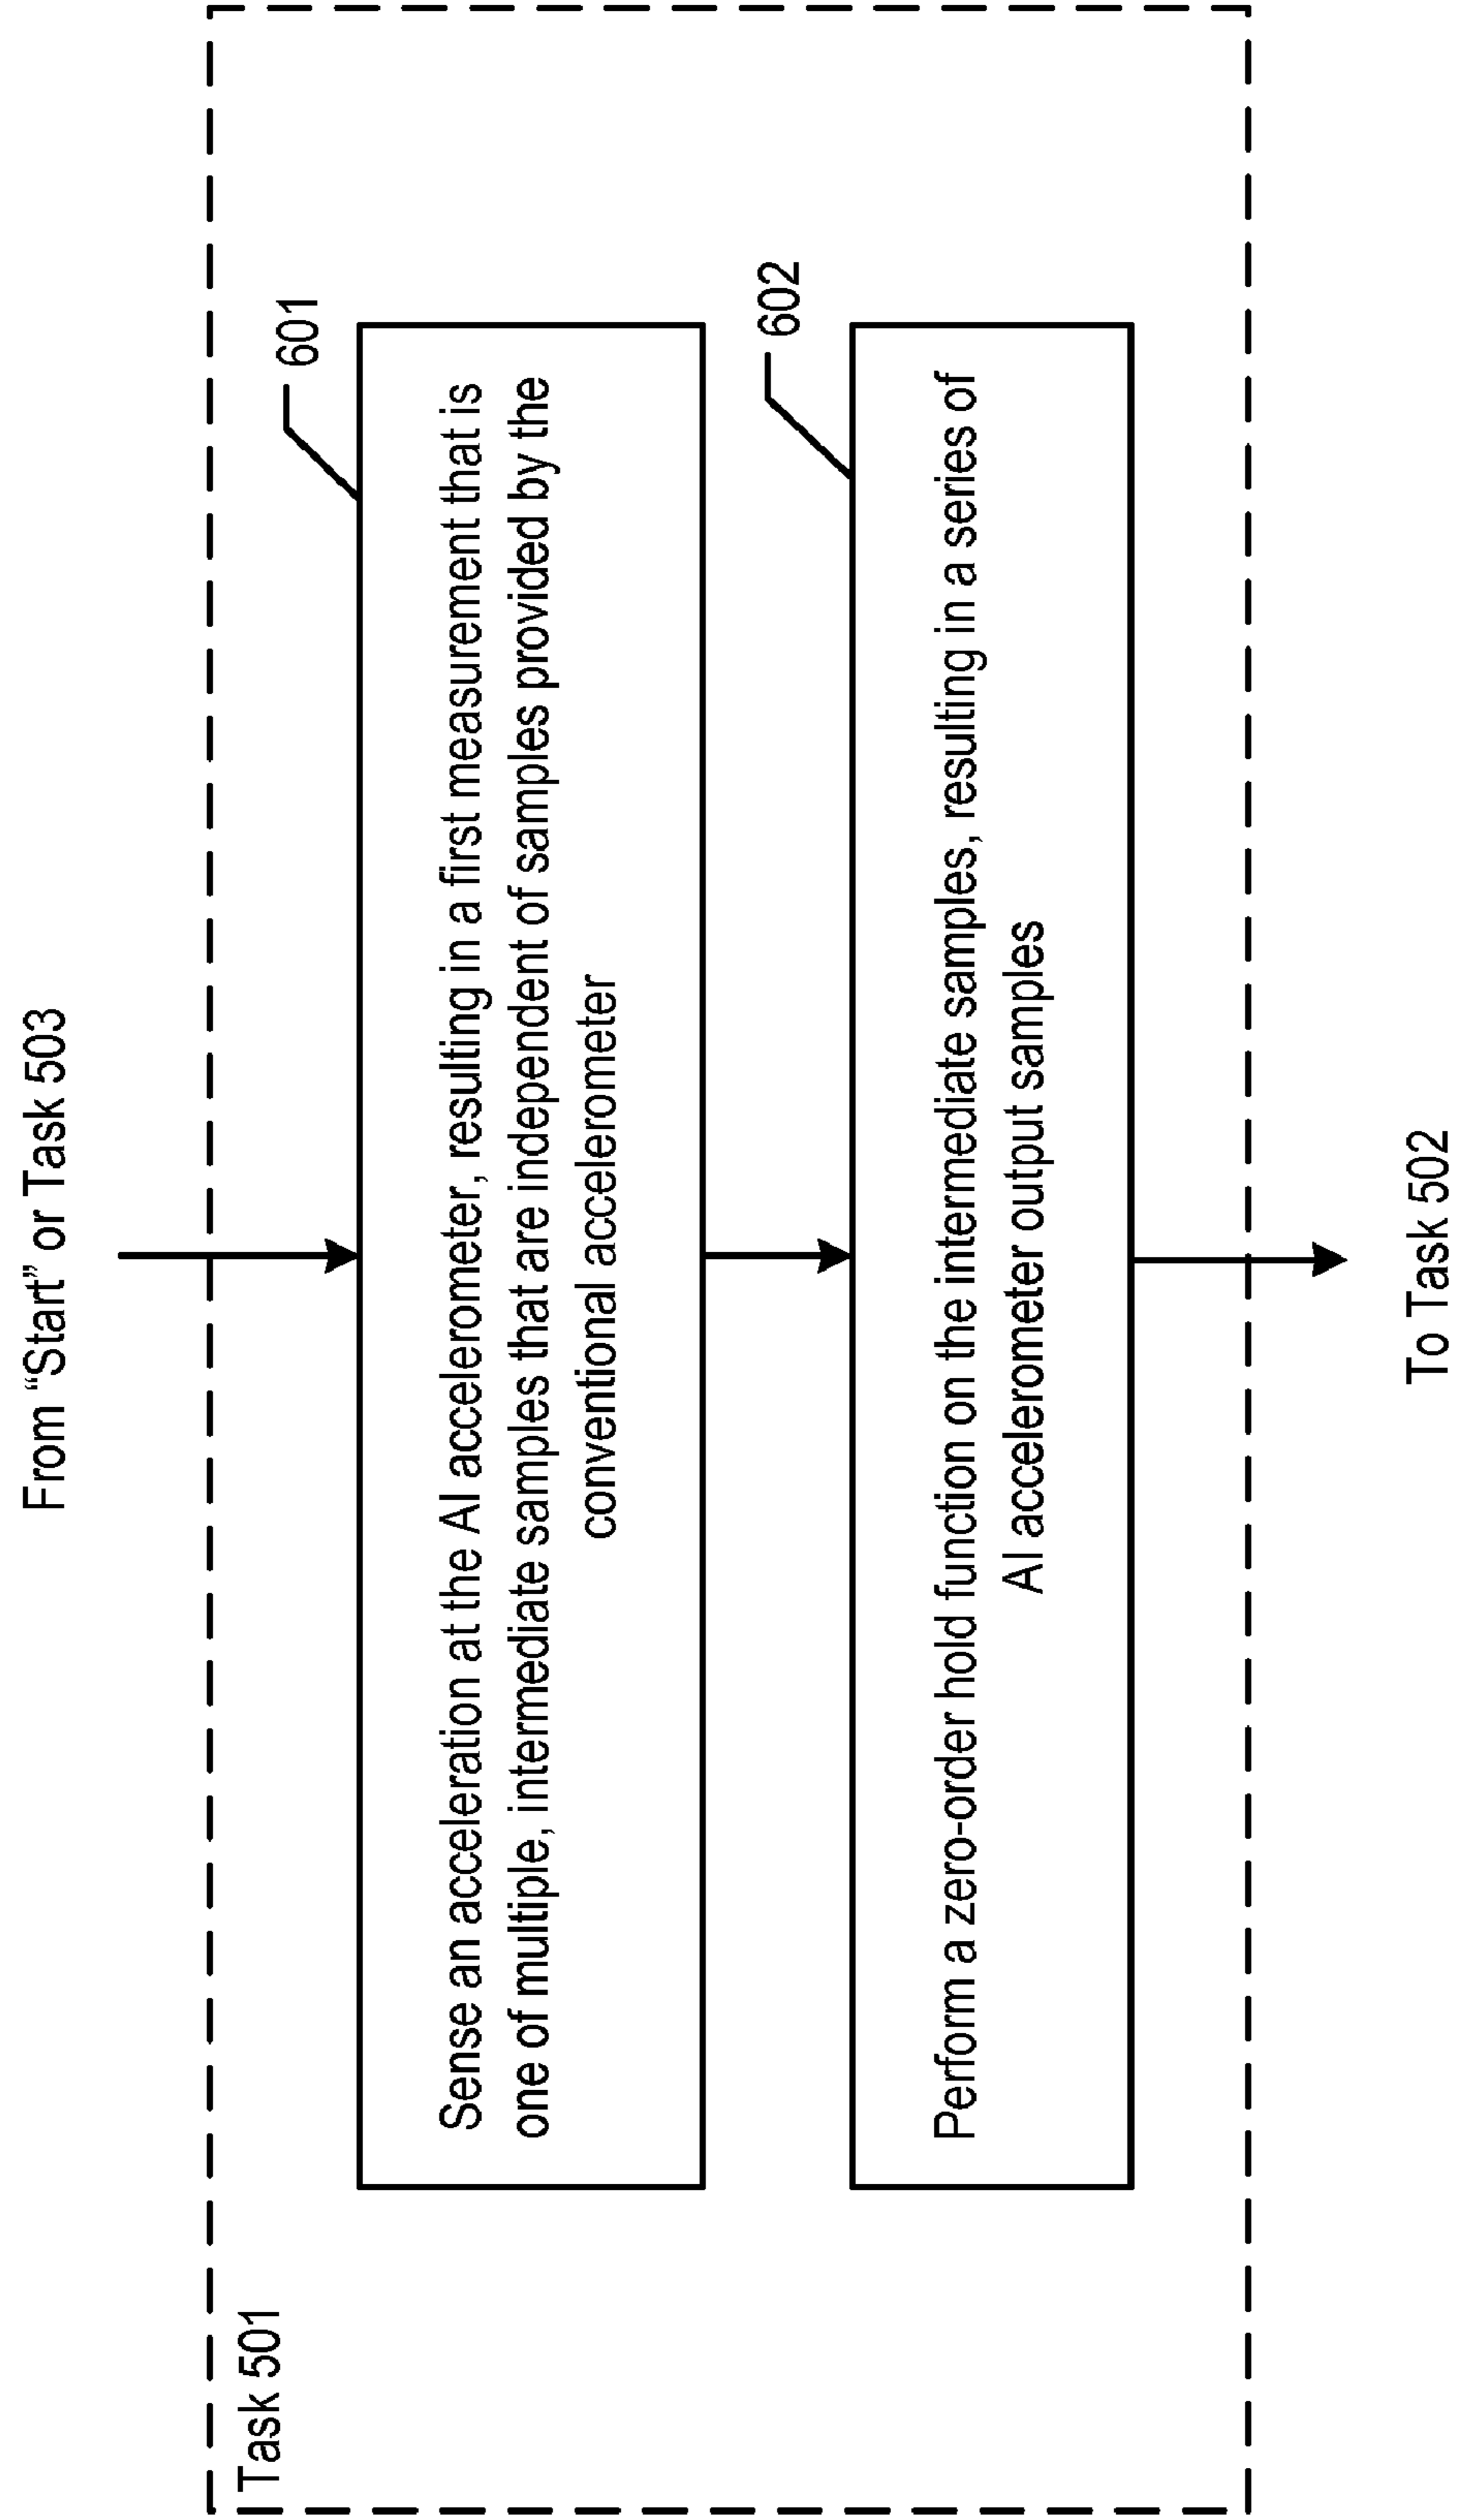 From “Start” or Task 503
Task 501
601
Sense an acceleration at the AI accelerometer, resulting in a first measurement that is
one of multiple, intermediate samples that are independent of samples provided by the
conventional accelerometer
602
Perform a zero-order hold function on the intermediate samples, resulting in a series of
AI accelerometer output samples
To Task 502